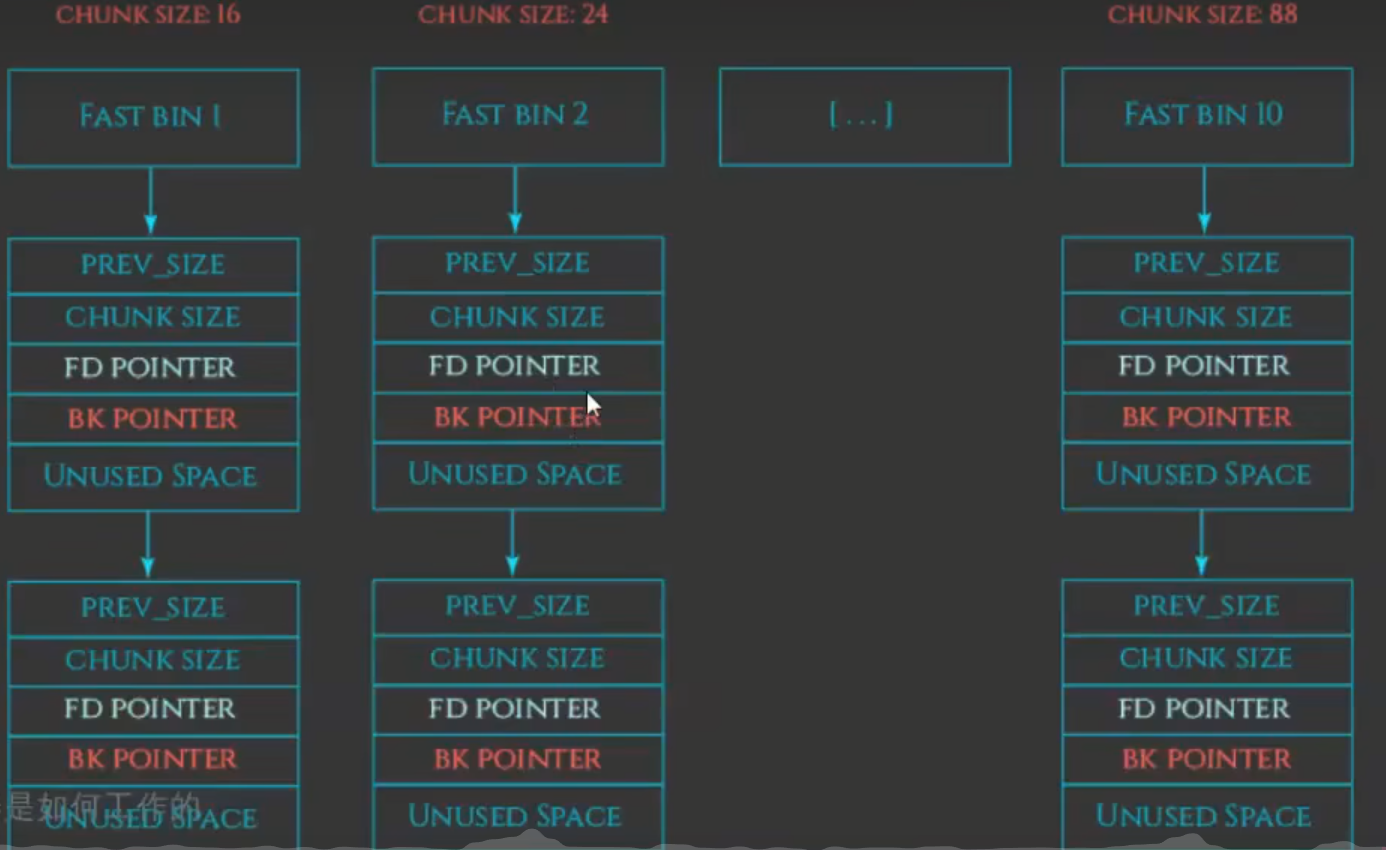 CHUNK SIZE: 16
CHUNK SIZE: 24
CHUNK SIZE: 88
FAST BIN 1
FAST BIN 2
[...]
FAST BIN 10
PREV_SIZE
CHUNK SIZE
FD POINTER
BK POINTER
UNUSED SPACE
PREV_SIZE
CHUNK SIZE
FD POINTER
BK POINTER
UNUSED SPACE
PREV_SIZE
CHUNK SIZE
FD POINTER
BK POINTER
UNUSED SPACE
PREV_SIZE
CHUNK SIZE
FD POINTER
BK POINTER
UNUSED SPACE
PREV_SIZE
CHUNK SIZE
FD POINTER
BK POINTER
UNUSED SPACE
PREV_SIZE
CHUNK SIZE
FD POINTER
BK POINTER
UNUSED SPACE
是如何工作的